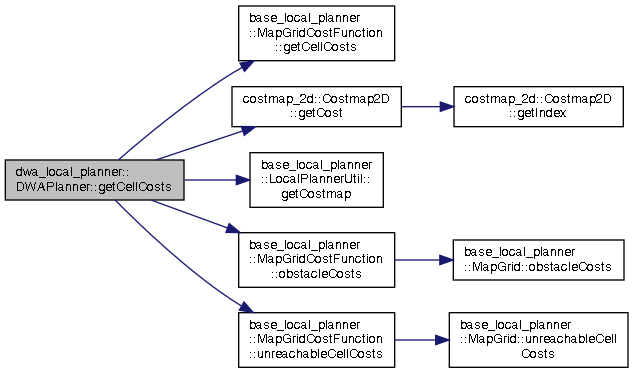 base_local_planner
::MapGridCostFunction
::getCellCosts
costmap_2d::Costmap2D
::getCost
costmap_2d::Costmap2D
::getIndex
dwa_local_planner::
DWAPlanner::getCellCosts
base_local_planner
::LocalPlannerUtil::
getCostmap
base_local_planner
::MapGridCostFunction
::obstacleCosts
base_local_planner
::MapGrid::obstacleCosts
base_local_planner
::MapGridCostFunction
::unreachableCellCosts
base_local_planner
::MapGrid::unreachableCell
Costs